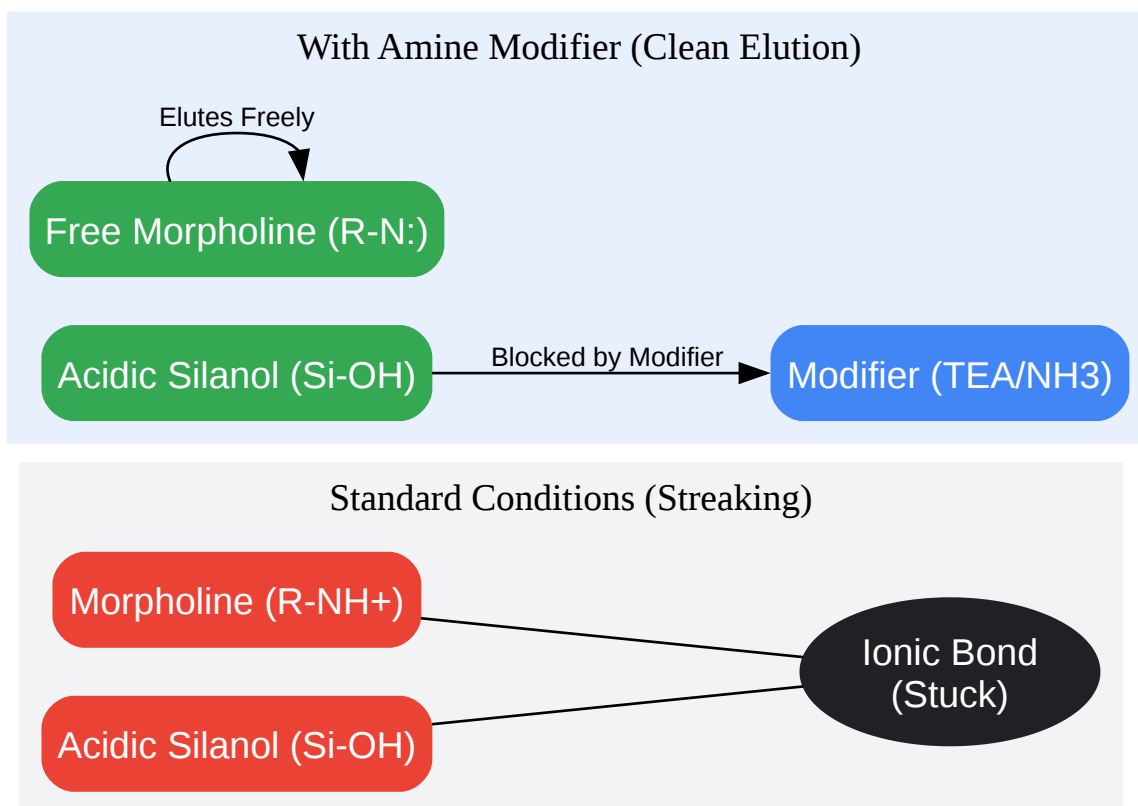 With Amine Modifier (Clean Elution)
Elutes Freely
Free Morpholine (R-N:)
Acidic Silanol (Si-OH)
Blocked by Modifier
Modifier (TEA/NH3)
Standard Conditions (Streaking)
Morpholine (R-NH+)
Acidic Silanol (Si-OH)
Ionic Bond
(Stuck)